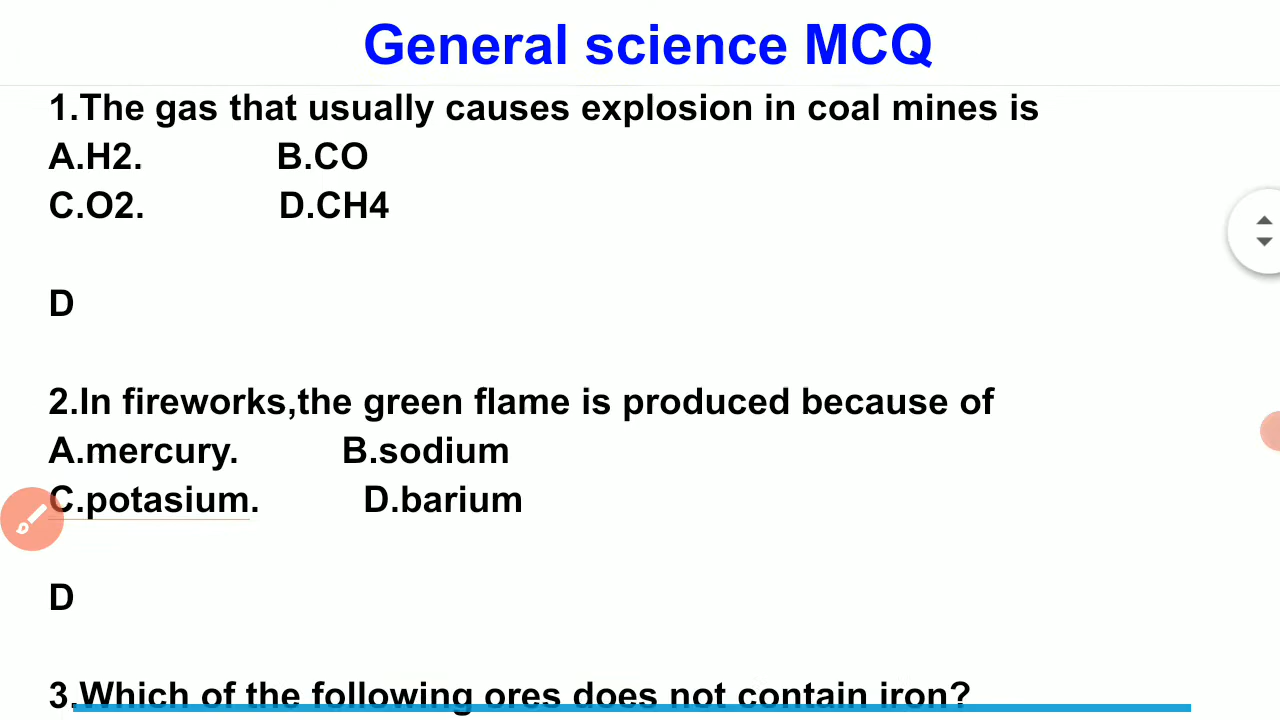 General science MCQ
1.The gas that usually causes explosion in coal mines is
A.H2. B.CO
C.O2. D.CH4
D
2.In fireworks,the green flame is produced because of
A.mercury. B.sodium
C.potasium. D.barium
D
3.Which of the following ores does not contain iron?